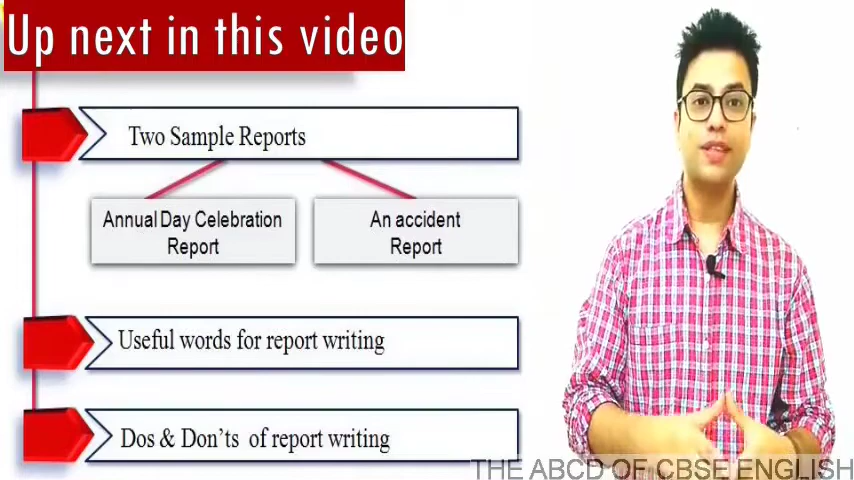 Up next in this video
Two Sample Reports
Annual Day Celebration
Report
An accident
Report
Useful words for report writing
Dos & Don'ts of report writing
THE ABCD OF CBSE ENGLISH